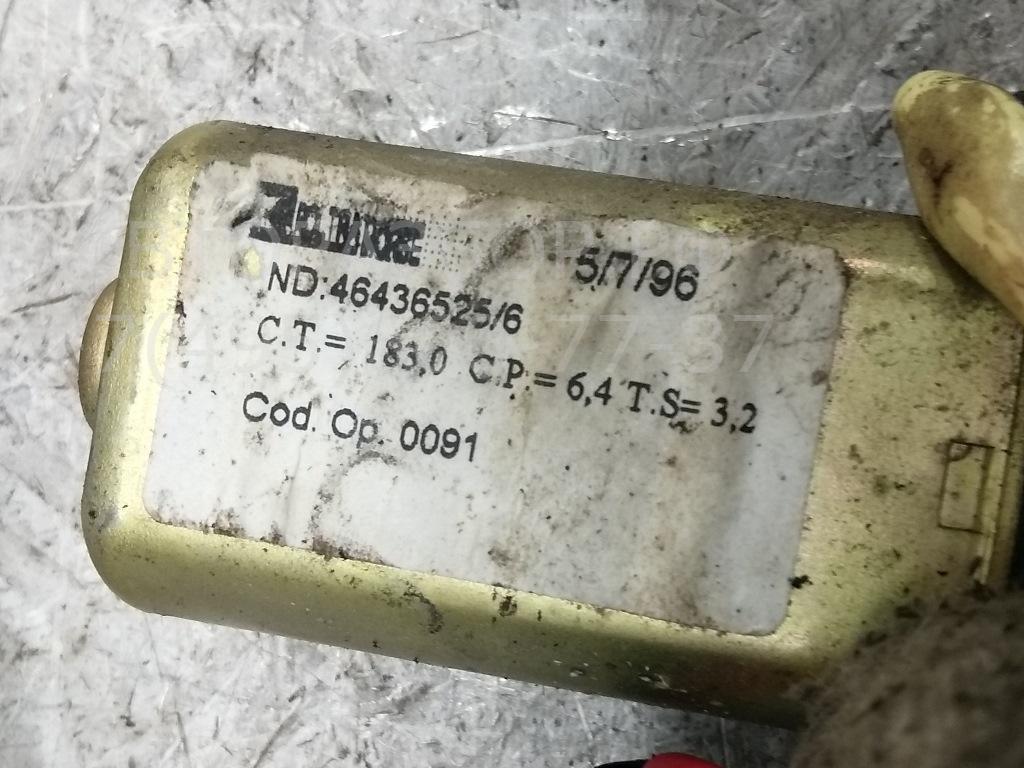 5/7/96
ND:46436525/6
C.T.= 183,0 C.P.= 6,4 T.S= 3,2
Cod. Op. 0091